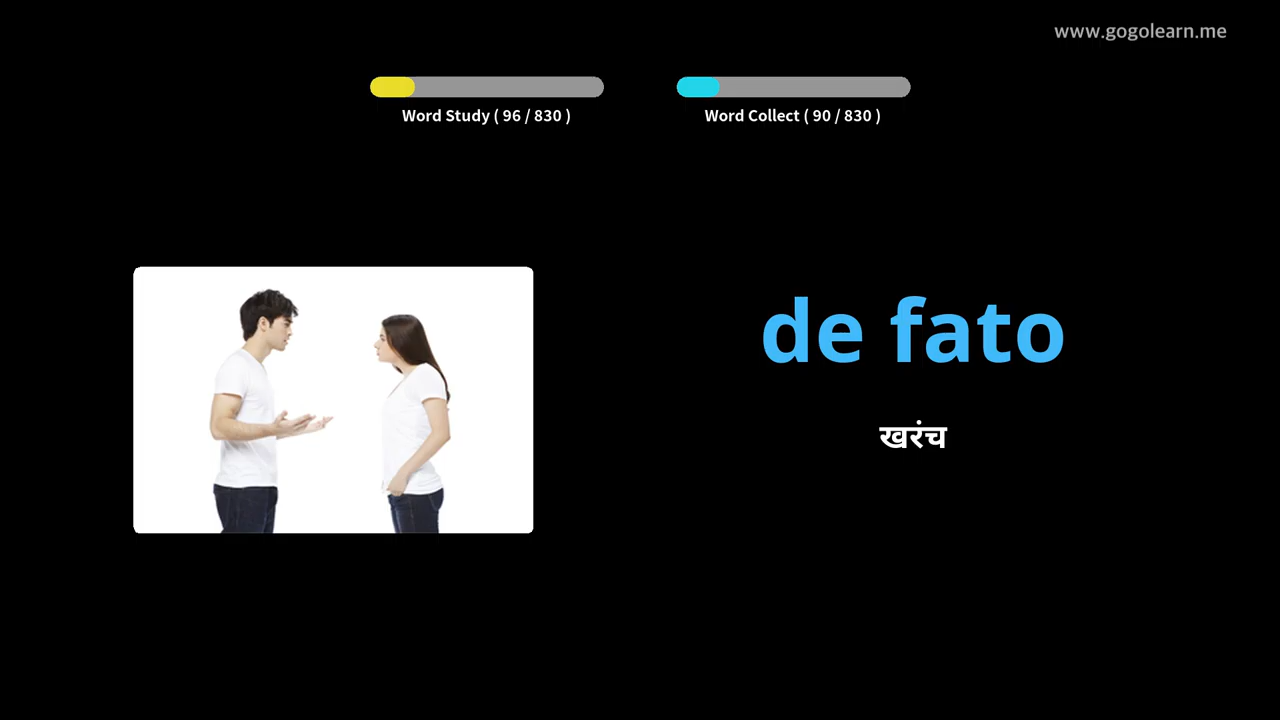 www.gogolearn.me
Word Study ( 96 / 830 )
Word Collect ( 90 / 830 )
de fato
खरंच